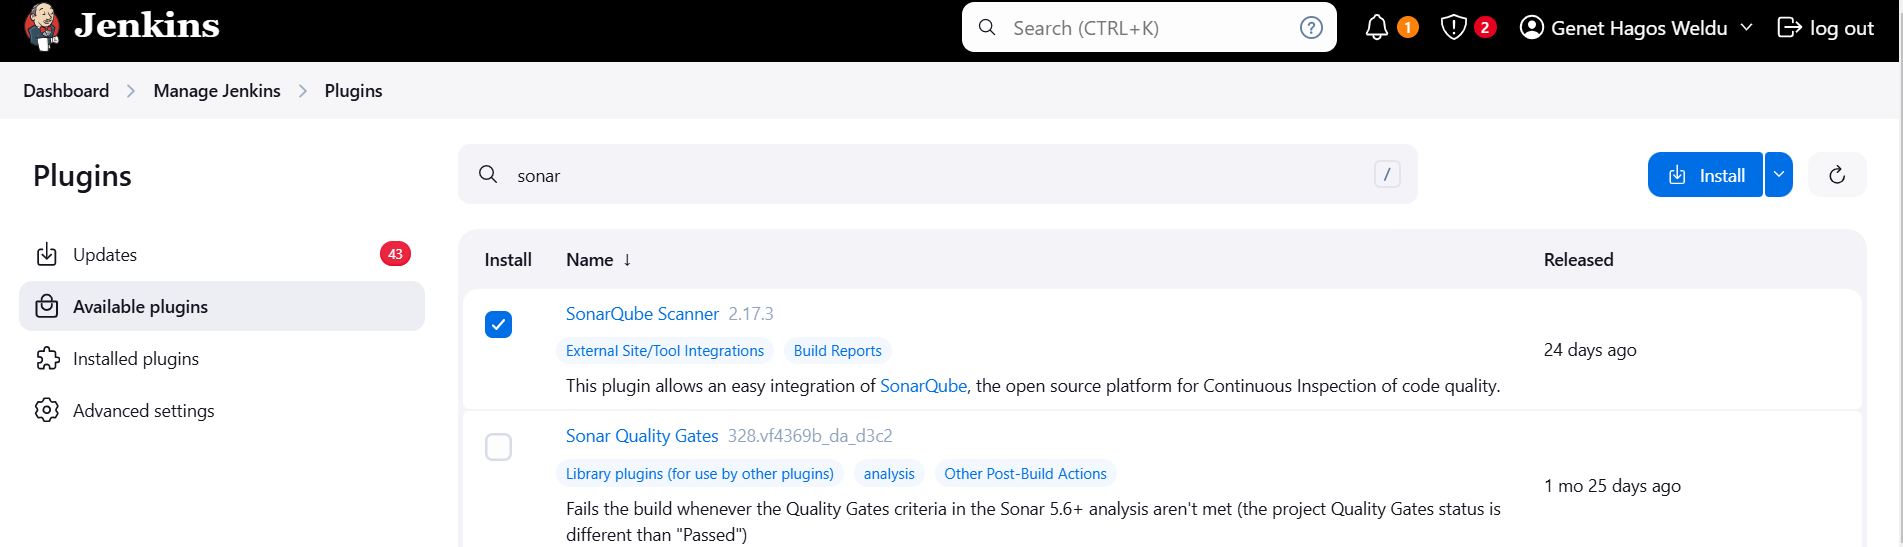 Jenkins
Search (CTRL+K)
?
1
2
Genet Hagos Weldu
log out
Dashboard
Manage Jenkins
Plugins
Plugins
sonar
/
Install
Updates
43
Available plugins
Installed plugins
Advanced settings
Install
Name ↓
Released
SonarQube Scanner 2.17.3
External Site/Tool Integrations
Build Reports
This plugin allows an easy integration of SonarQube, the open source platform for Continuous Inspection of code quality.
24 days ago
Sonar Quality Gates 328.vf4369b_da_d3c2
Library plugins (for use by other plugins)
analysis
Other Post-Build Actions
Fails the build whenever the Quality Gates criteria in the Sonar 5.6+ analysis aren't met (the project Quality Gates status is
different than "Passed")
1 mo 25 days ago